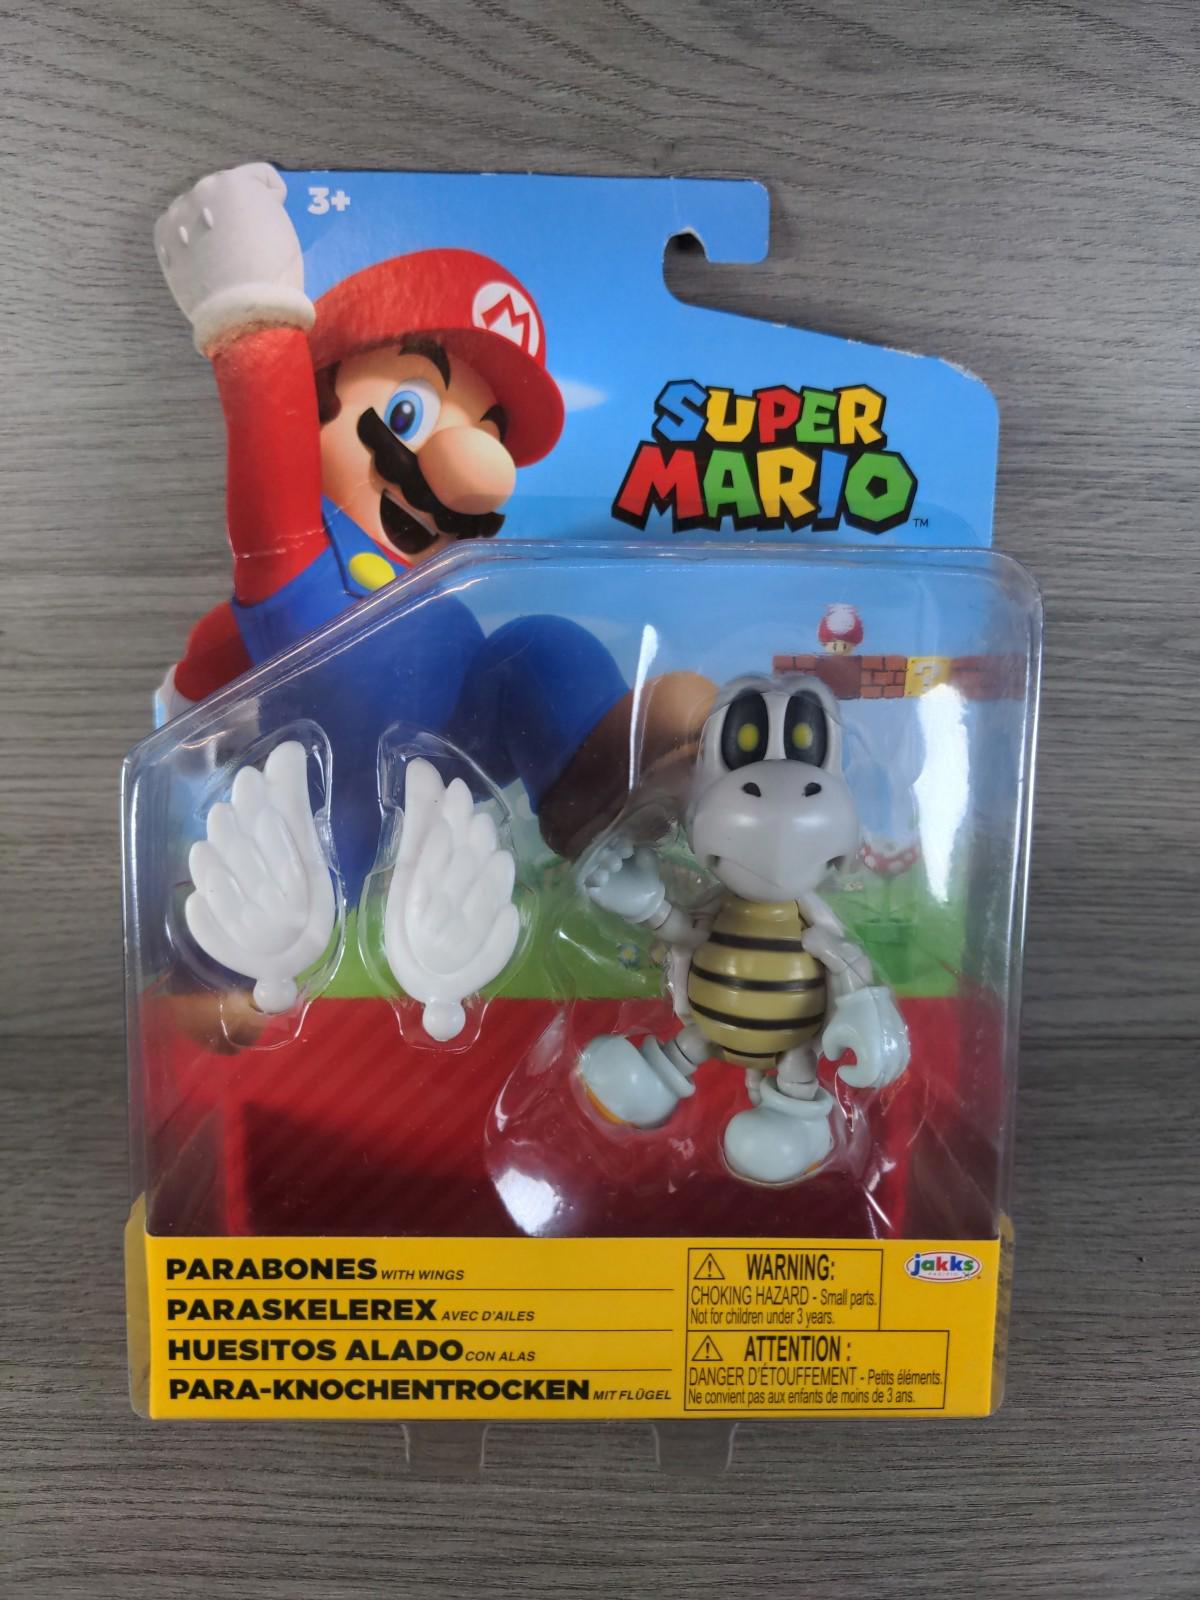 3+
M
SUPER
MARIO™
?
PARABONES WITH WINGS
PARASKELEREX AVEC D'AILES
HUESITOS ALADO CON ALAS
PARA-KNOCHENTROCKEN MIT FLÜGEL
WARNING:
CHOKING HAZARD - Small parts.
Not for children under 3 years.
ATTENTION :
DANGER D'ÉTOUFFEMENT - Petits éléments.
Ne convient pas aux enfants de moins de 3 ans.
jakks
PACIFIC